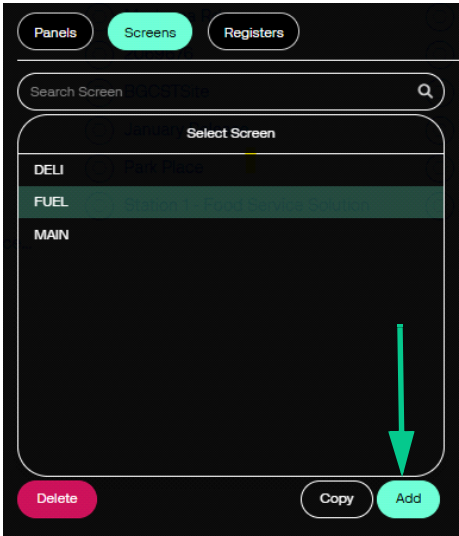 Panels Screens Registers
Search Screen
Select Screen
DELI
FUEL
MAIN
Delete Copy Add